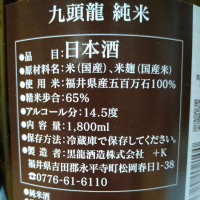 九頭龍 純米
●品目:日本酒
●原材料名:米(国産)、米麹(国産米)
●使用米:福井県産五百万石100%
●精米歩合:65%
●アルコール分:14.5度
●内容量:1,800ml
●保存方法:冷蔵庫で保存してください。
●製造者:黒龍酒造株式会社 +K
福井県吉田郡永平寺町松岡春日1-38
☎0776-61-6110